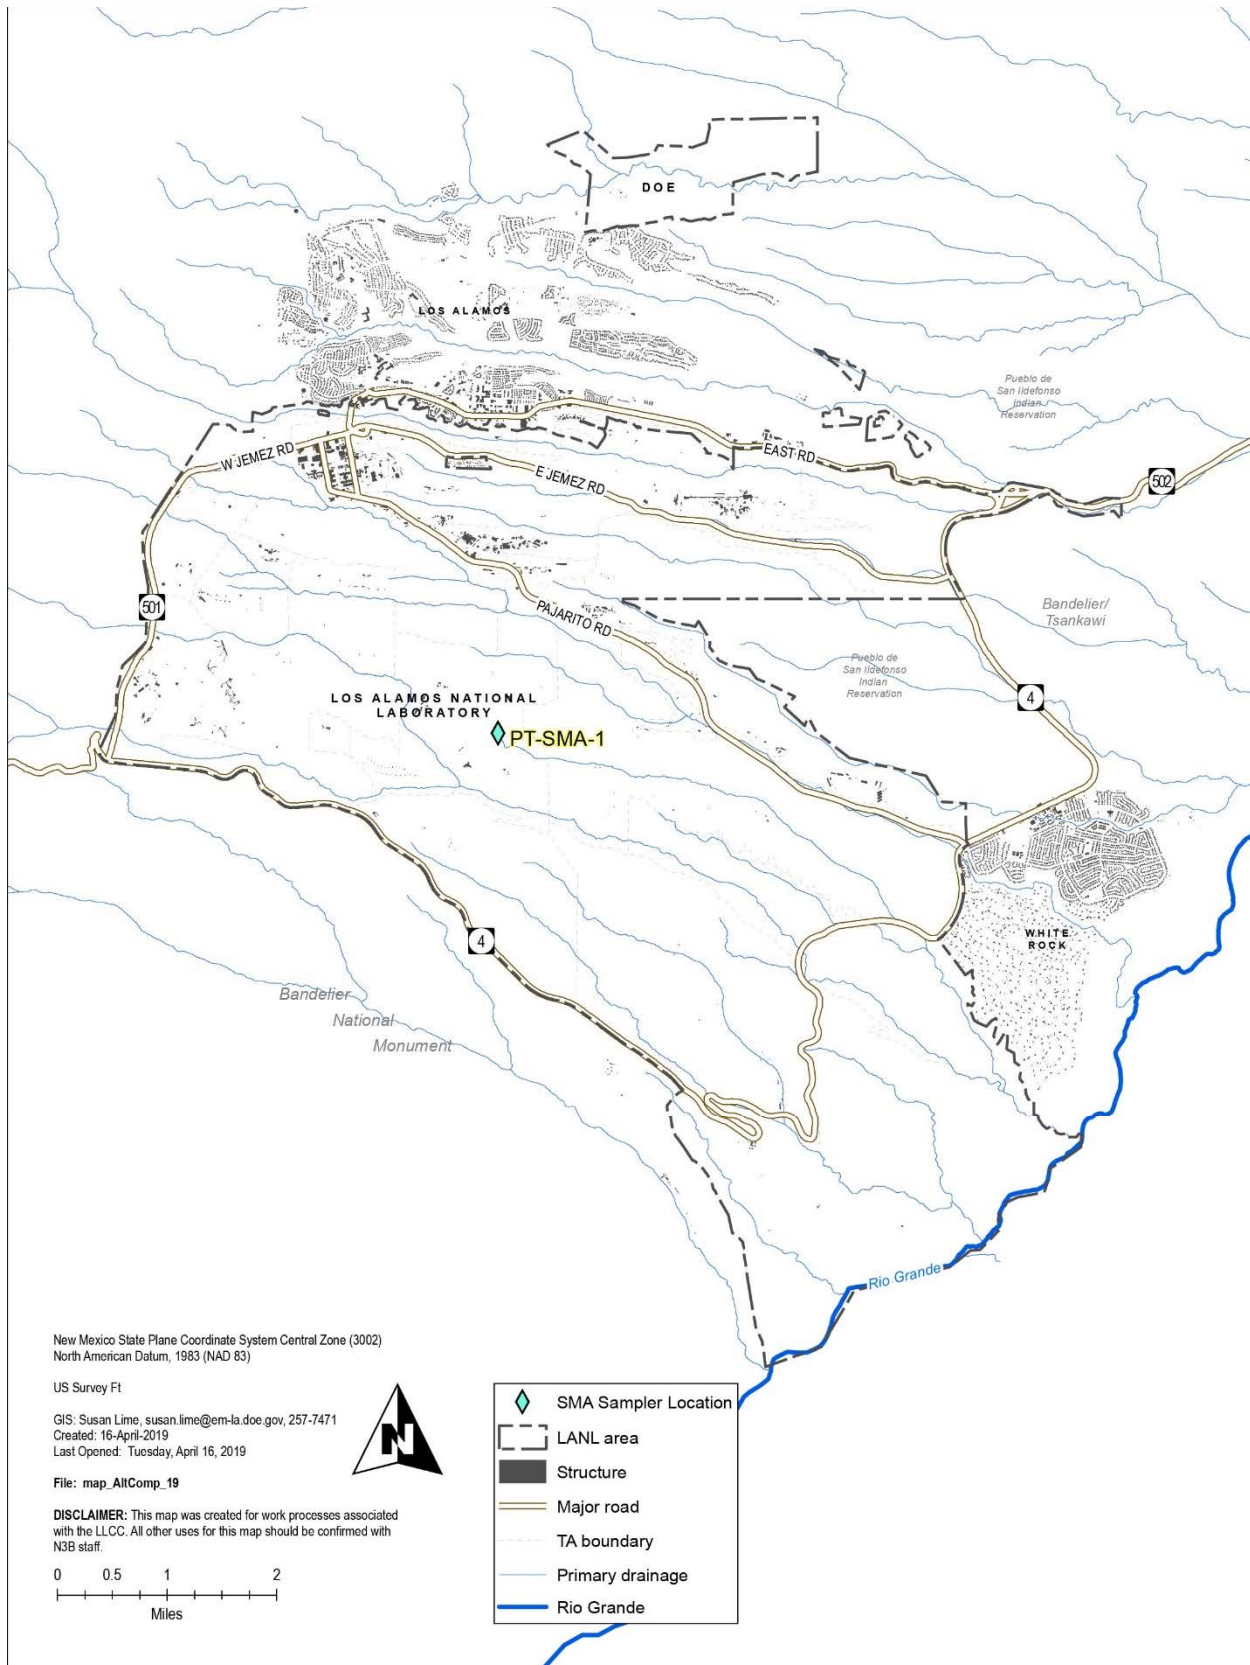 DOE
LOS ALAMOS
Pueblo de
San Ildefonso
Indian
Reservation
W JEMEZ RD
EAST RD
E JEMEZ RD
502
501
PAJARITO RD
Bandelier/
Tsankawi
Pueblo de
San Ildefonso
Indian
Reservation
4
LOS ALAMOS NATIONAL
LABORATORY
PT-SMA-1
4
WHITE
ROCK
Bandelier
National
Monument
Rio Grande
New Mexico State Plane Coordinate System Central Zone (3002)
North American Datum, 1983 (NAD 83)
US Survey Ft
GIS: Susan Lime, susan.lime@em-la.doe.gov, 257-7471
Created: 16-April-2019
Last Opened: Tuesday, April 16, 2019
File: map_AltComp_19
DISCLAIMER: This map was created for work processes associated
with the LLCC. All other uses for this map should be confirmed with
N3B staff.
0 0.5 1 2
Miles
N
SMA Sampler Location
LANL area
Structure
Major road
TA boundary
Primary drainage
Rio Grande